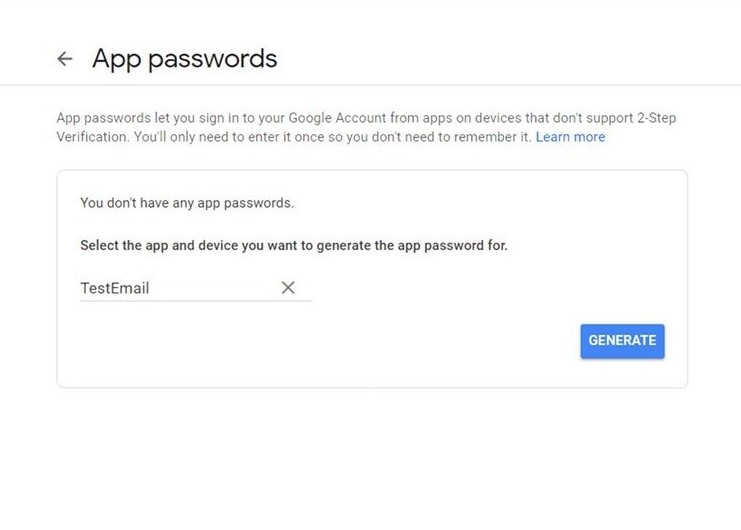 App passwords
App passwords let you sign in to your Google Account from apps on devices that don't support 2-Step
Verification. You'll only need to enter it once so you don't need to remember it. Learn more
You don't have any app passwords.
Select the app and device you want to generate the app password for.
TestEmail
GENERATE